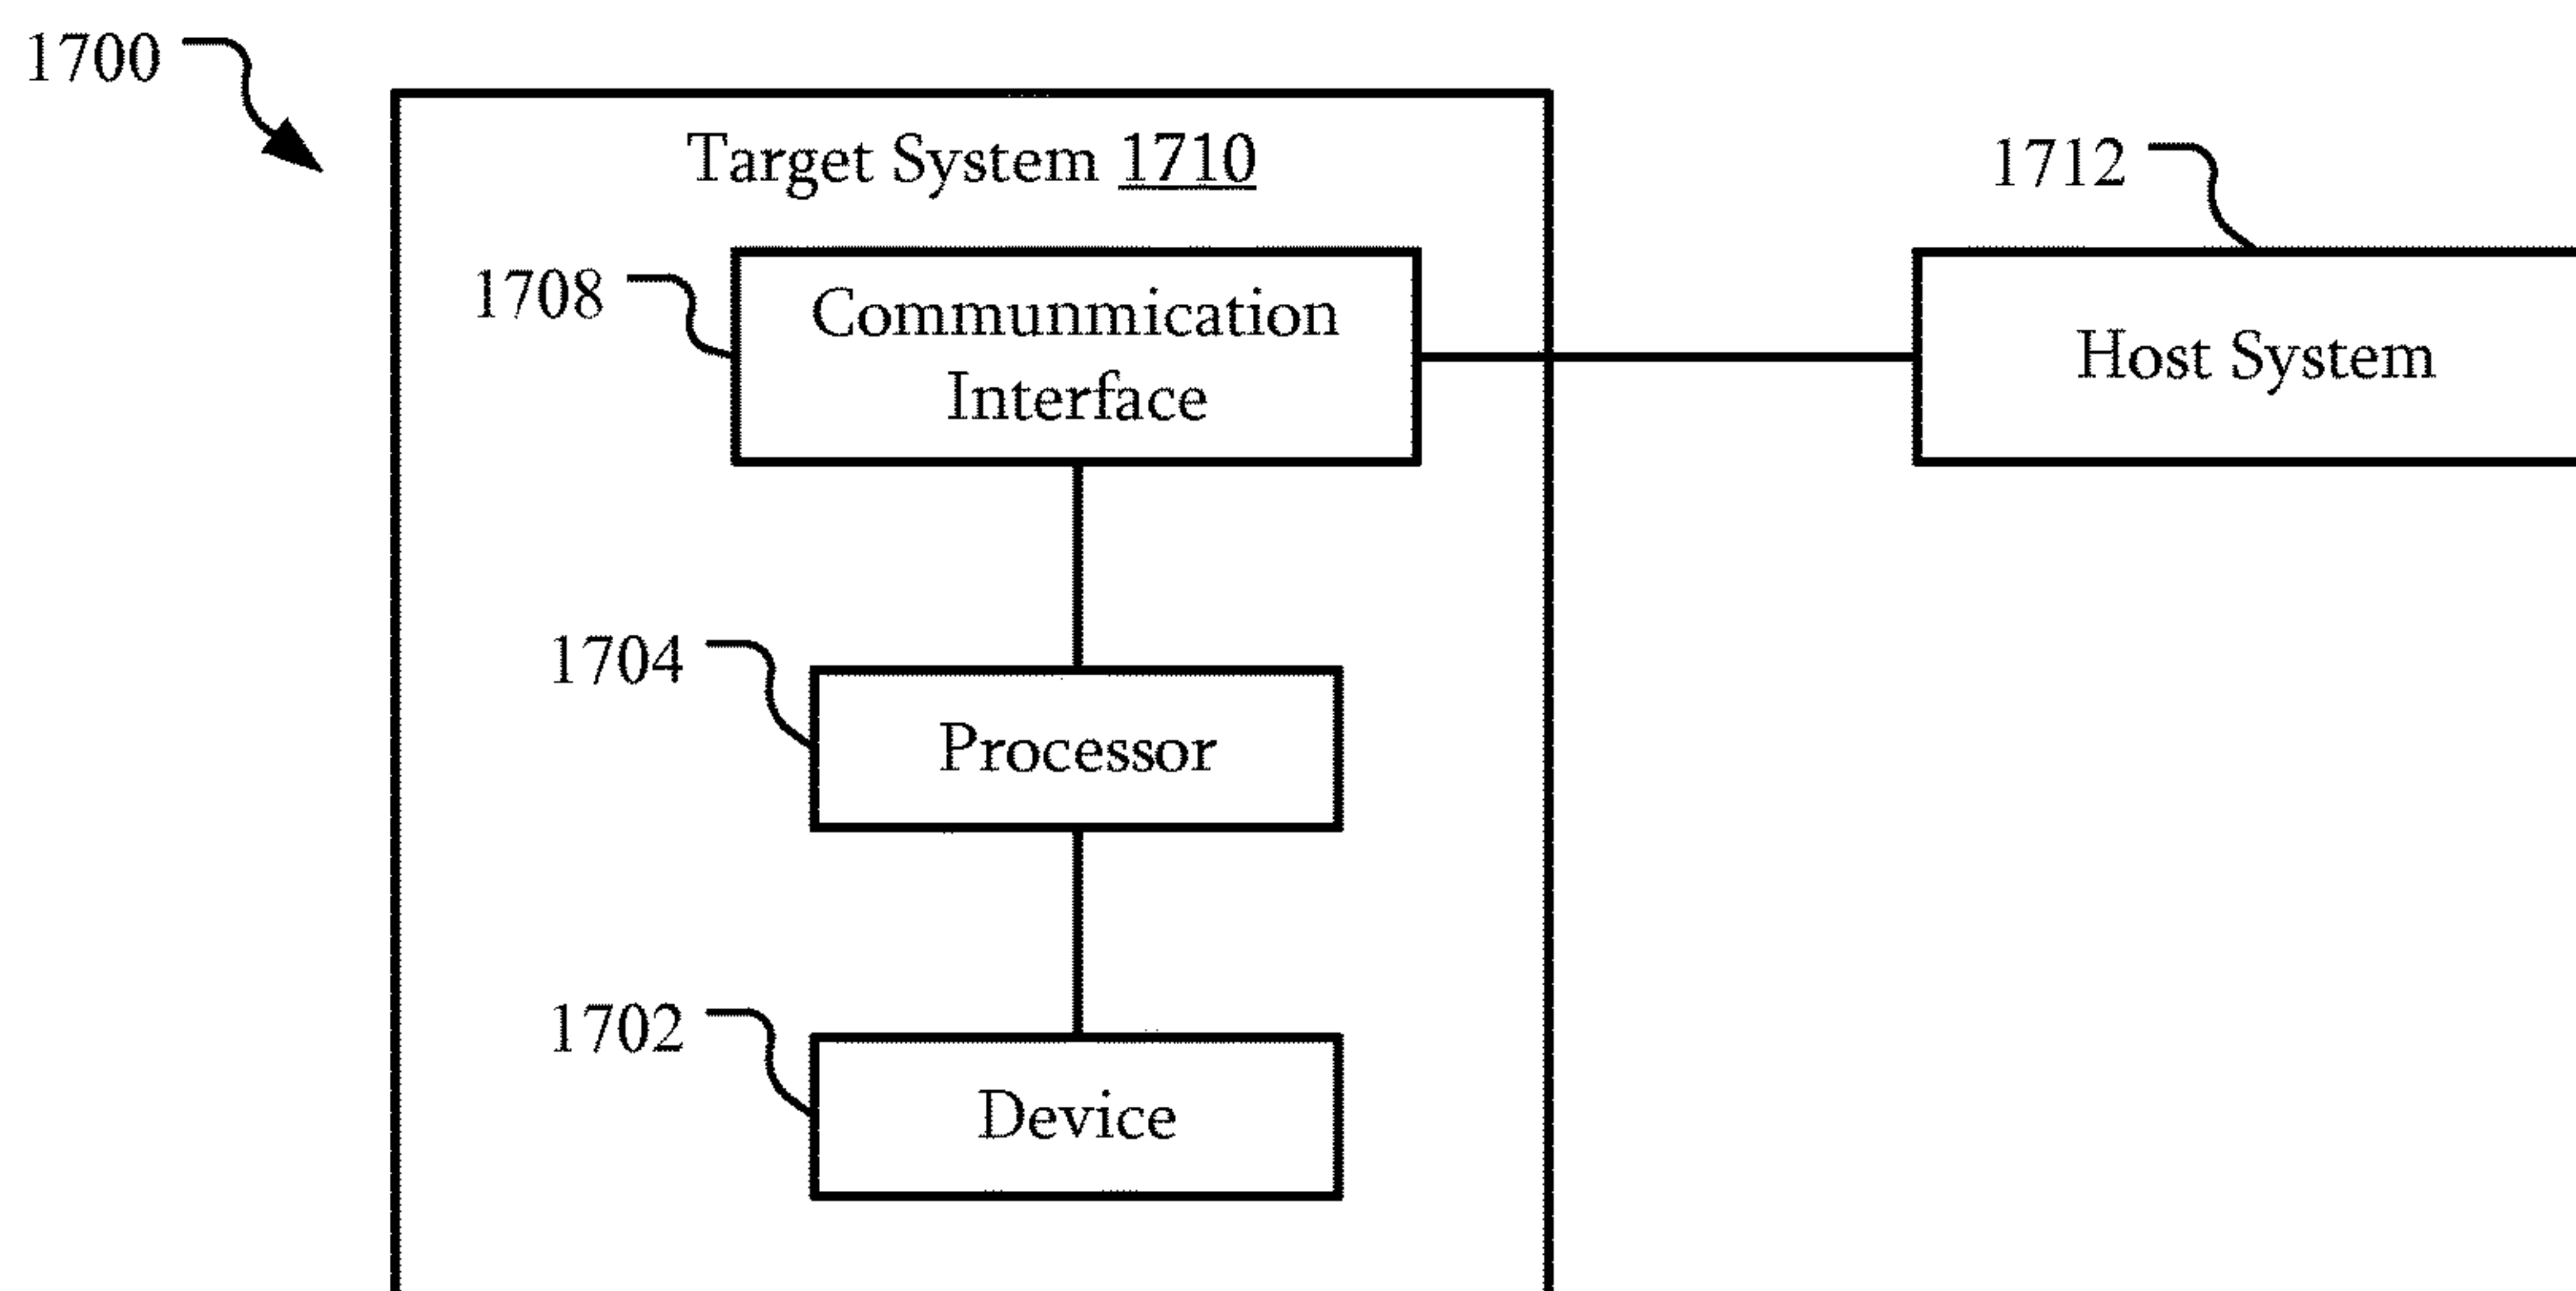 1700
Target System 1710
1712
1708
Communmication
Interface
Host System
1704
Processor
1702
Device